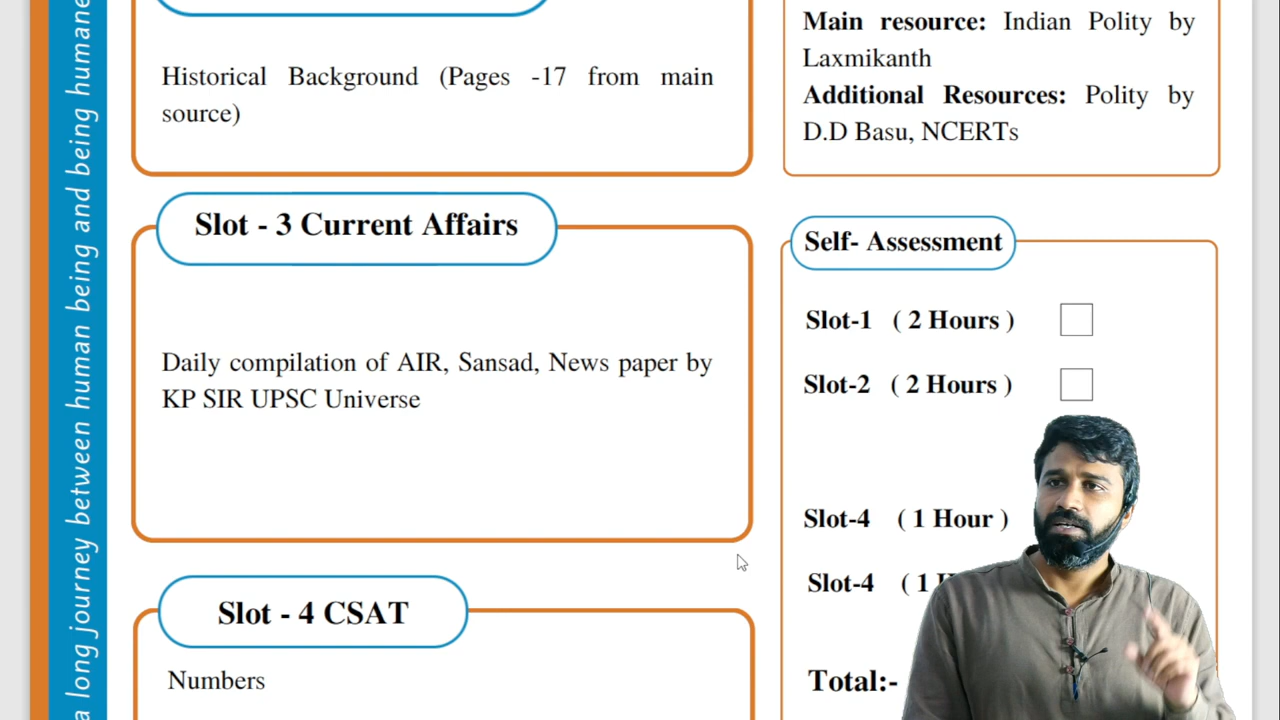 a long journey between human being and being humane
Historical Background (Pages -17 from main
source)
Slot - 3 Current Affairs
Daily compilation of AIR, Sansad, News paper by
KP SIR UPSC Universe
Slot - 4 CSAT
Numbers
Main resource: Indian Polity by
Laxmikanth
Additional Resources: Polity by
D.D Basu, NCERTs
Self- Assessment
Slot-1 ( 2 Hours )
Slot-2 ( 2 Hours )
Slot-4 ( 1 Hour )
Slot-4 ( 1
Total:-